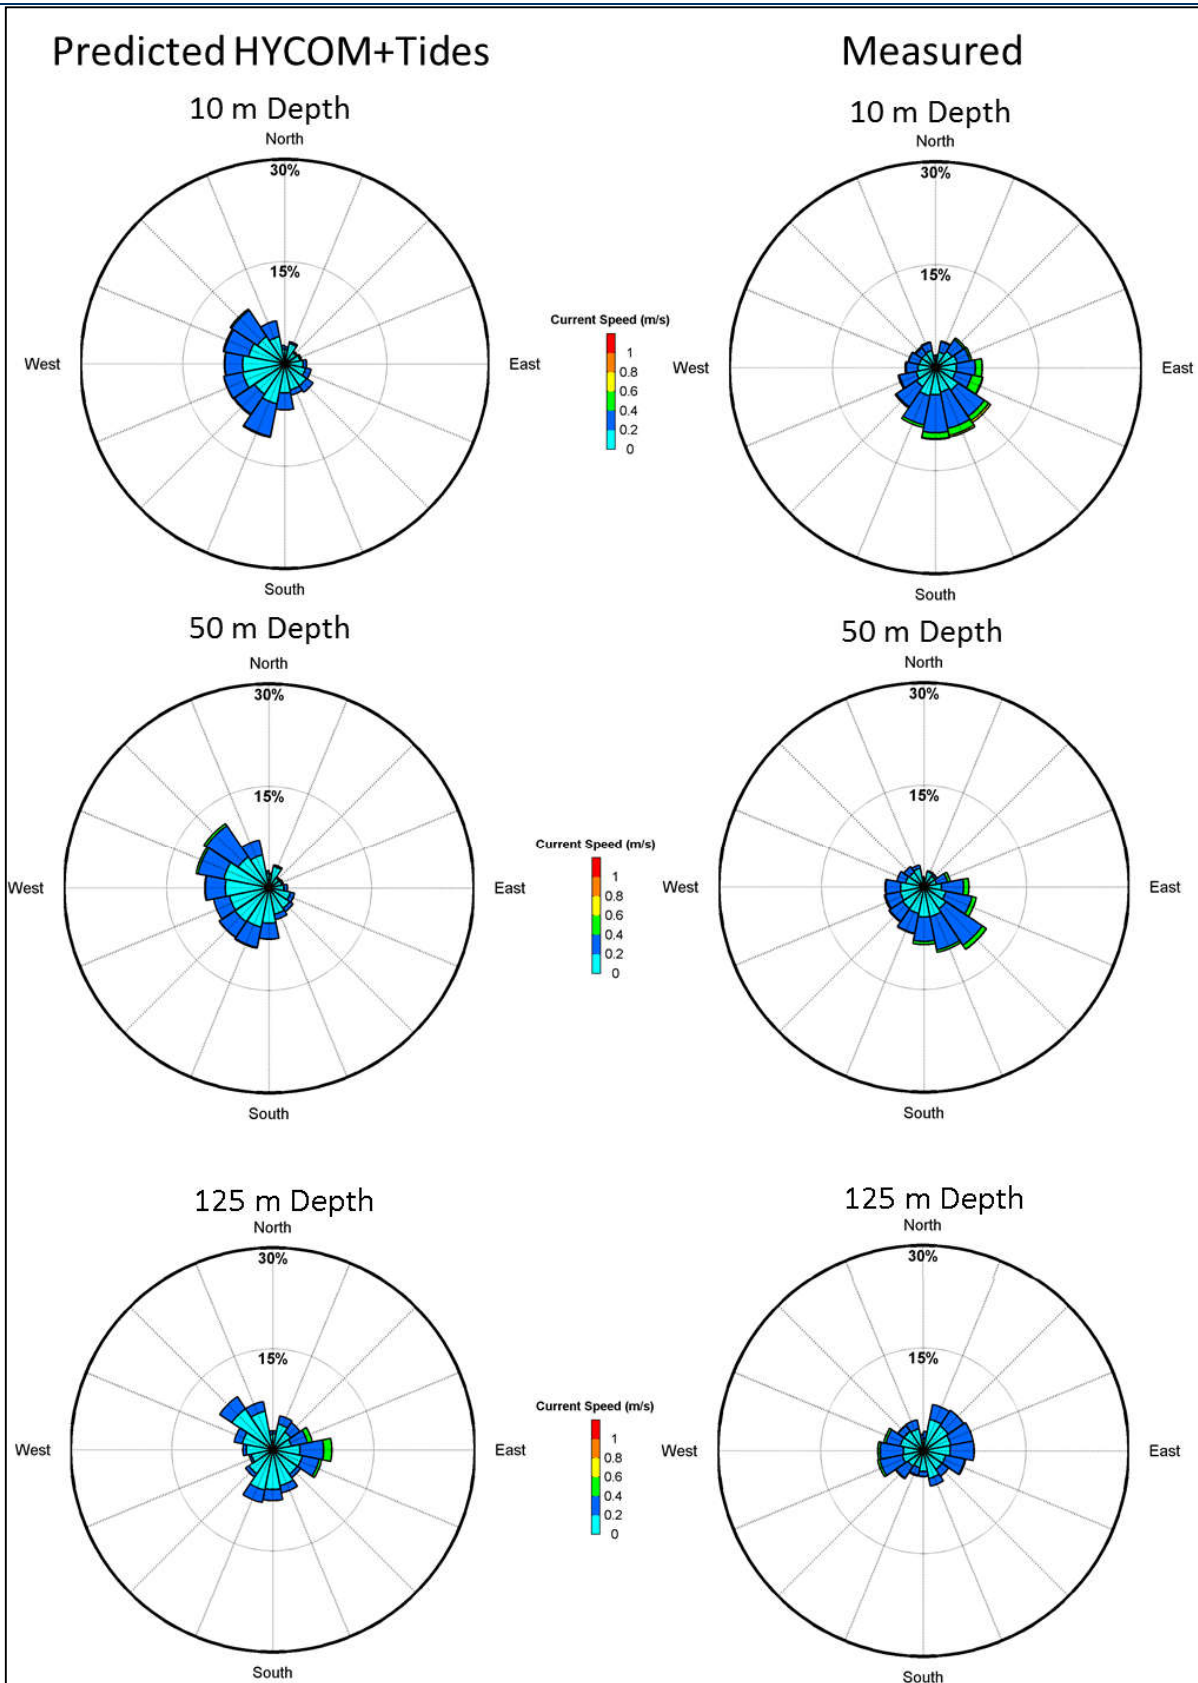 Predicted HYCOM+Tides
Measured
10 m Depth
10 m Depth
North
30%
15%
West
East
South
Current Speed (m/s)
1
0.8
0.6
0.4
0.2
0
North
30%
15%
West
East
South
50 m Depth
50 m Depth
North
30%
15%
West
East
South
Current Speed (m/s)
1
0.8
0.6
0.4
0.2
0
North
30%
15%
West
East
South
125 m Depth
125 m Depth
North
30%
15%
West
East
South
Current Speed (m/s)
1
0.8
0.6
0.4
0.2
0
North
30%
15%
West
East
South